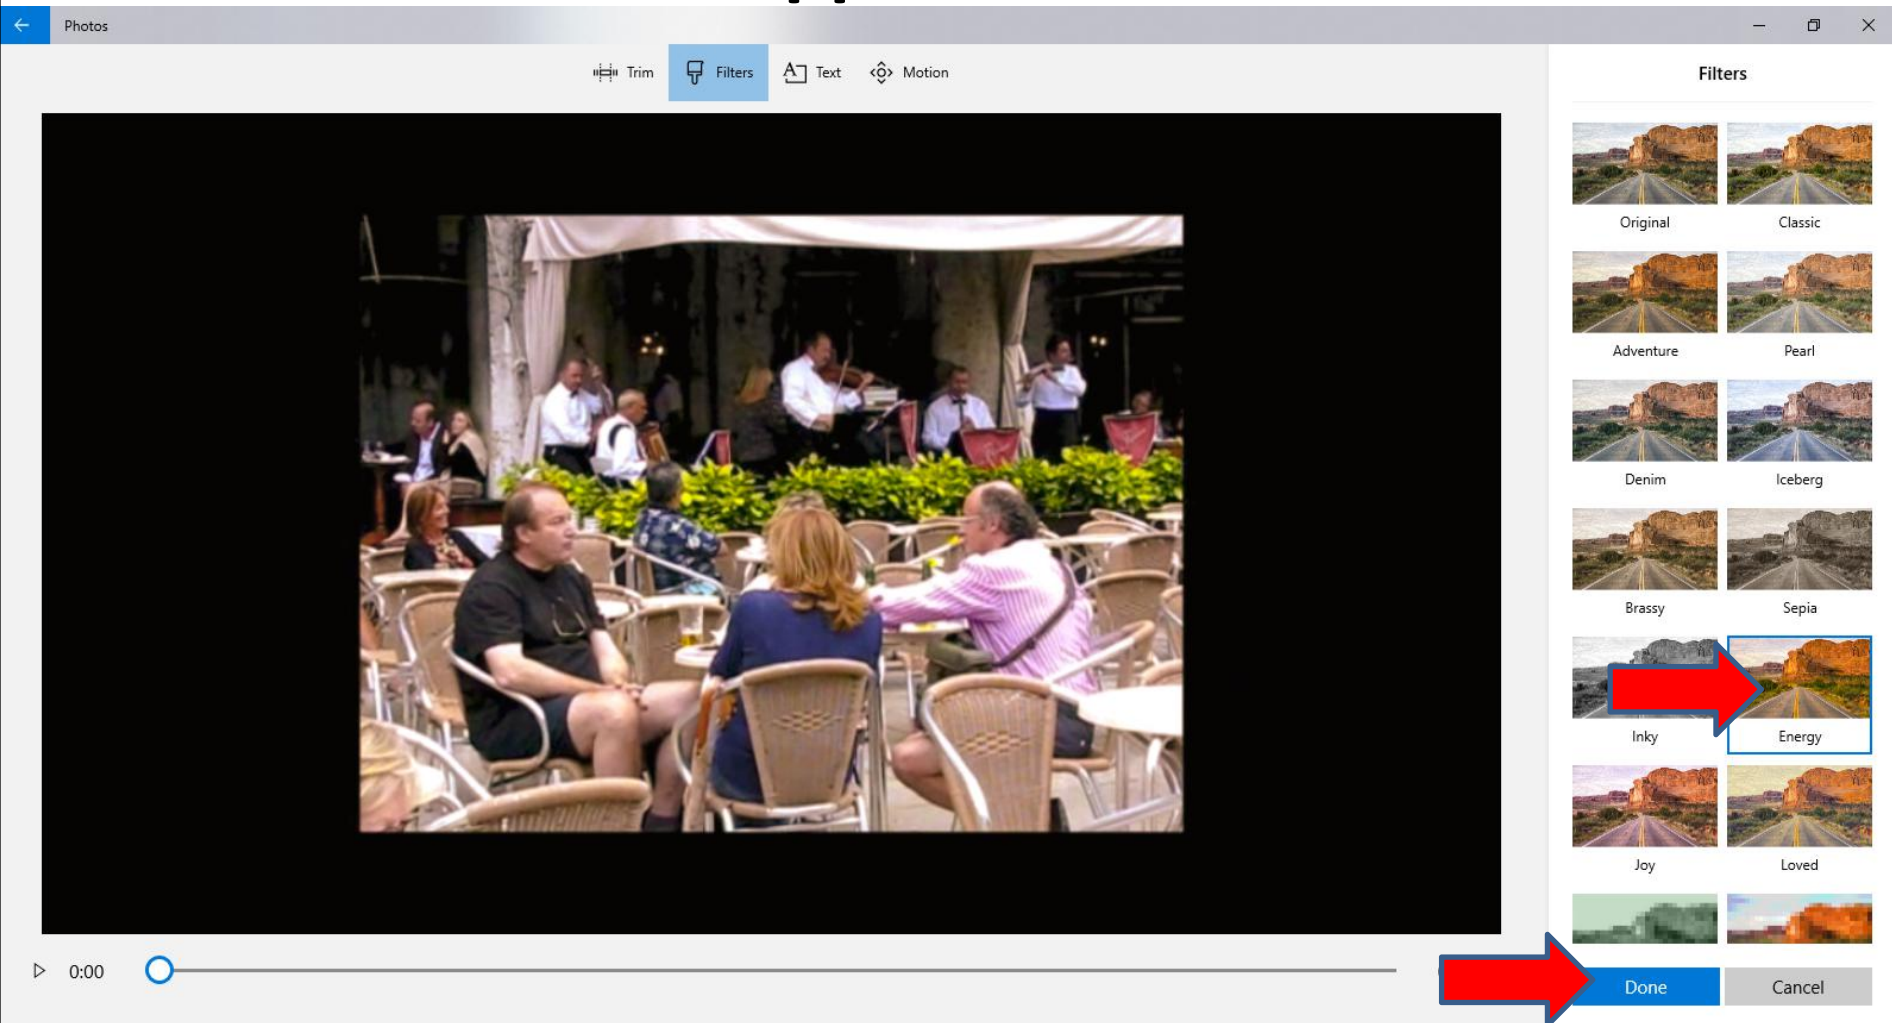 Photos
Trim Filters Text Motion
Filters
Original Classic
Adventure Pearl
Denim Iceberg
Brassy Sepia
Inky Energy
Joy Loved
0:00
Done Cancel